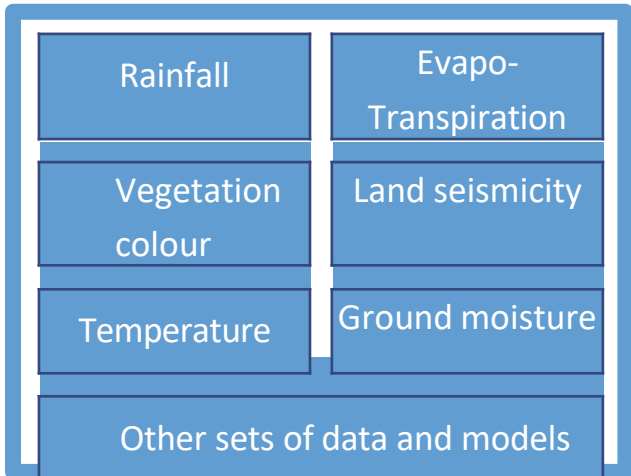 Rainfall
Evapo-
Transpiration
Vegetation
colour
Land seismicity
Temperature
Ground moisture
Other sets of data and models